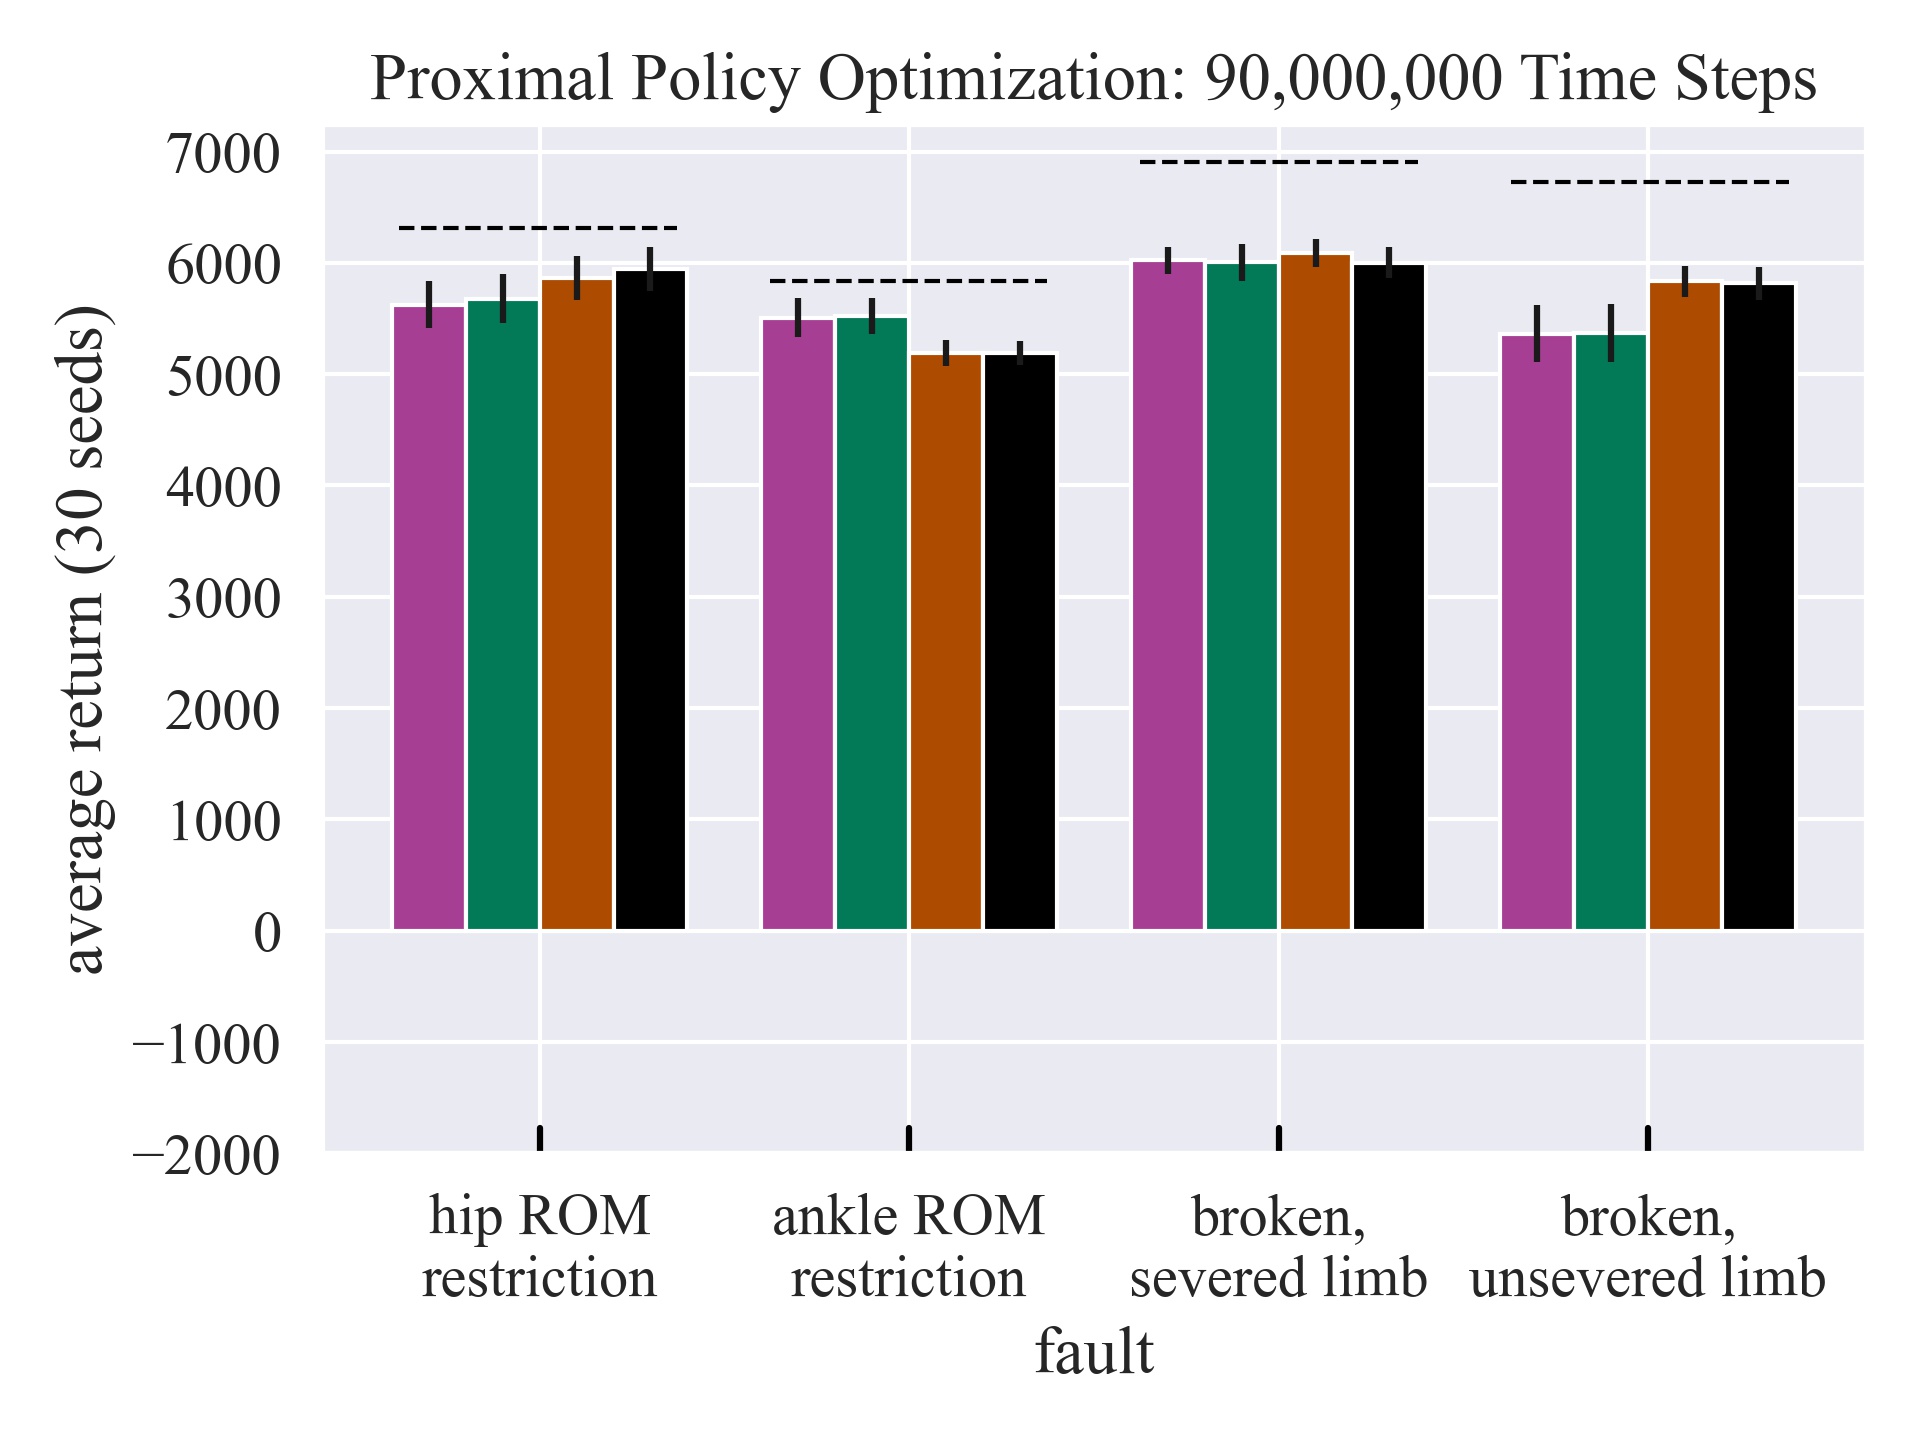 Proximal Policy Optimization: 90,000,000 Time Steps
7000
6000
5000
4000
3000
2000
1000
0
−1000
−2000
average return (30 seeds)
hip ROM
restriction
ankle ROM
restriction
broken,
severed limb
broken,
unsevered limb
fault